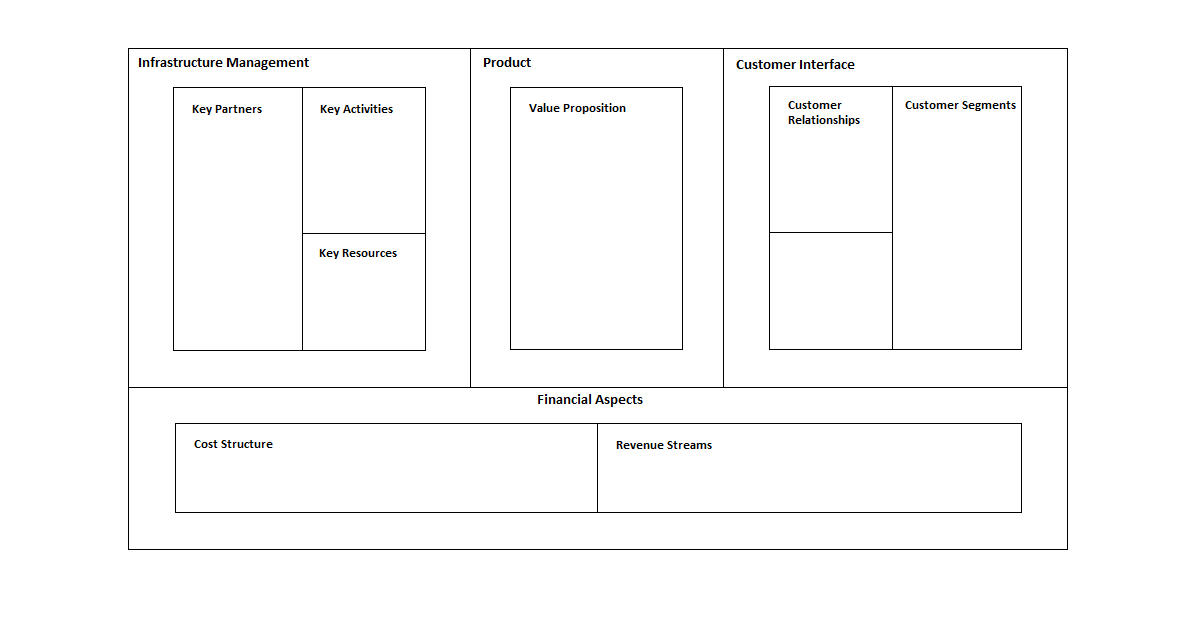 Infrastructure Management
Product
Customer Interface
Key Partners
Key Activities
Value Proposition
Customer
Relationships
Customer Segments
Key Resources
Financial Aspects
Cost Structure
Revenue Streams